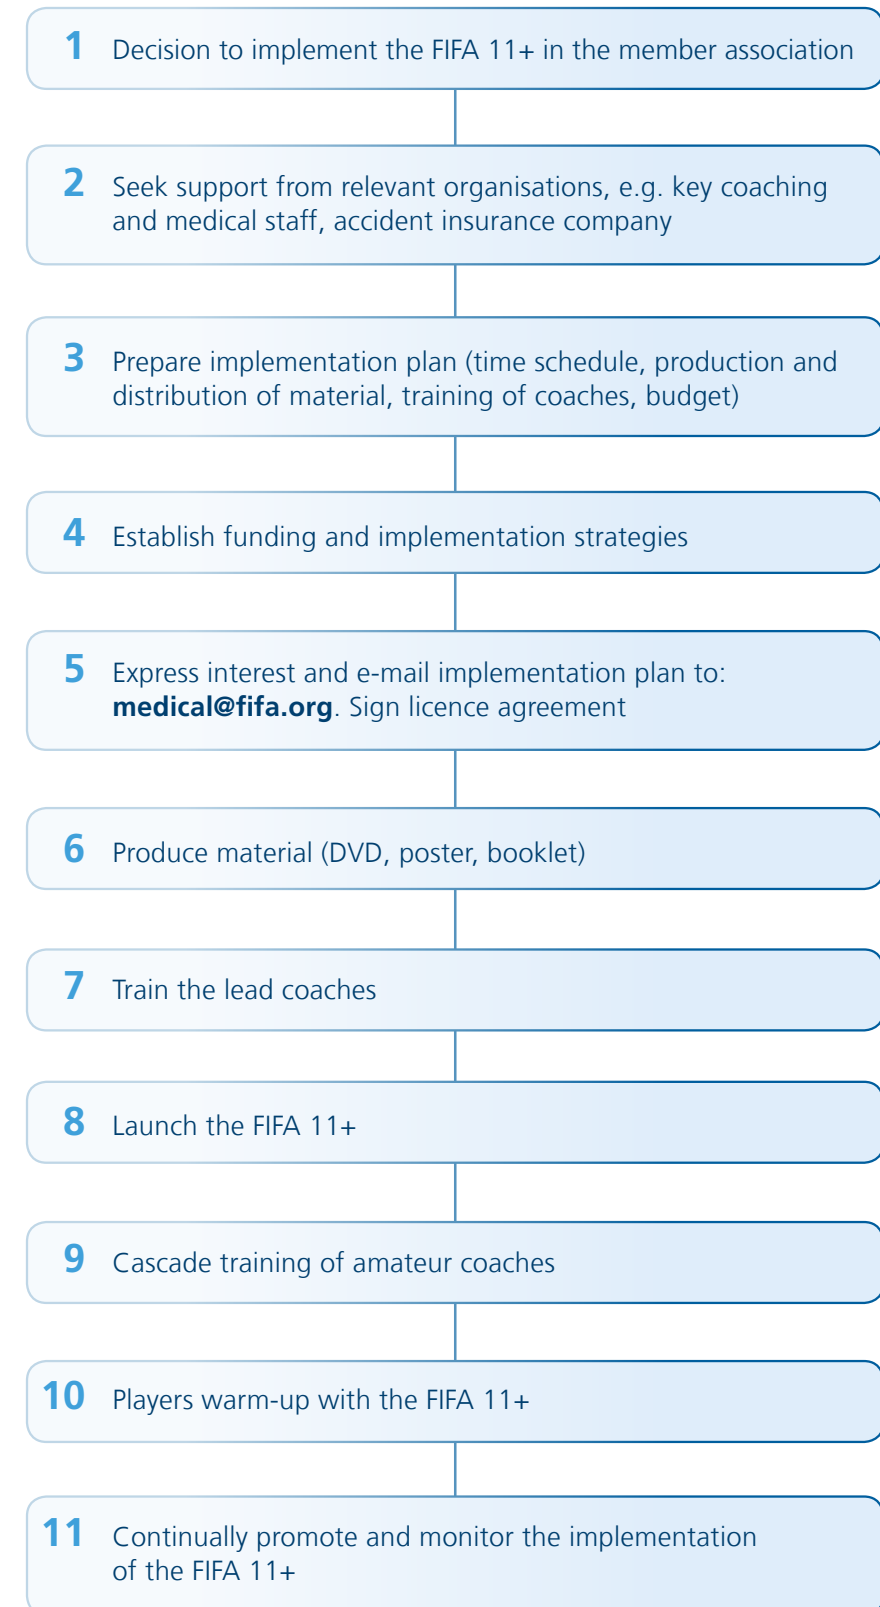 1 Decision to implement the FIFA 11+ in the member association
2 Seek support from relevant organisations, e.g. key coaching
and medical staff, accident insurance company
3 Prepare implementation plan (time schedule, production and
distribution of material, training of coaches, budget)
4 Establish funding and implementation strategies
5 Express interest and e-mail implementation plan to:
medical@fifa.org. Sign licence agreement
6 Produce material (DVD, poster, booklet)
7 Train the lead coaches
8 Launch the FIFA 11+
9 Cascade training of amateur coaches
10 Players warm-up with the FIFA 11+
11 Continually promote and monitor the implementation
of the FIFA 11+